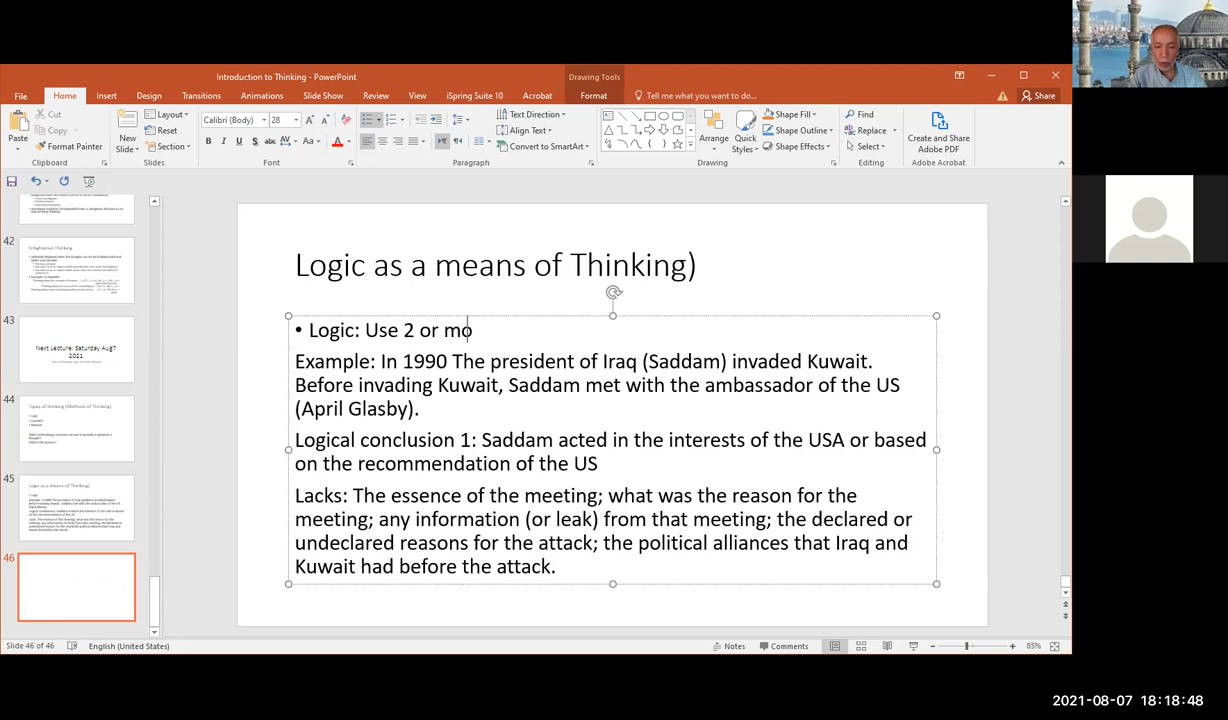 Introduction to Thinking - PowerPoint
Drawing Tools
File Home Insert Design Transitions Animations Slide Show Review View iSpring Suite 10 Acrobat Format Tell me what you want to do... Share
Paste
Cut
Copy
Format Painter
Clipboard
New Slide
Layout
Reset
Section
Slides
Calibri (Body) 28
B I U S abc AV Aa A
Font
Text Direction
Align Text
Convert to SmartArt
Paragraph
Arrange
Quick Styles
Shape Fill
Shape Outline
Shape Effects
Drawing
Find
Replace
Select
Editing
Create and Share Adobe PDF
Adobe Acrobat
42
Enlightened Thinking
43
Next Lecture: Saturday Aug7
2021
44
Types of thinking (Methods of Thinking)
45
Logic as a means of Thinking)
46
Logic as a means of Thinking)
• Logic: Use 2 or mo
Example: In 1990 The president of Iraq (Saddam) invaded Kuwait.
Before invading Kuwait, Saddam met with the ambassador of the US
(April Glasby).
Logical conclusion 1: Saddam acted in the interests of the USA or based
on the recommendation of the US
Lacks: The essence of the meeting; what was the reason for the
meeting; any information (or leak) from that meeting; the declared or
undeclared reasons for the attack; the political alliances that Iraq and
Kuwait had before the attack.
Slide 46 of 46 English (United States) Notes Comments 85%
2021-08-07 18:18:48